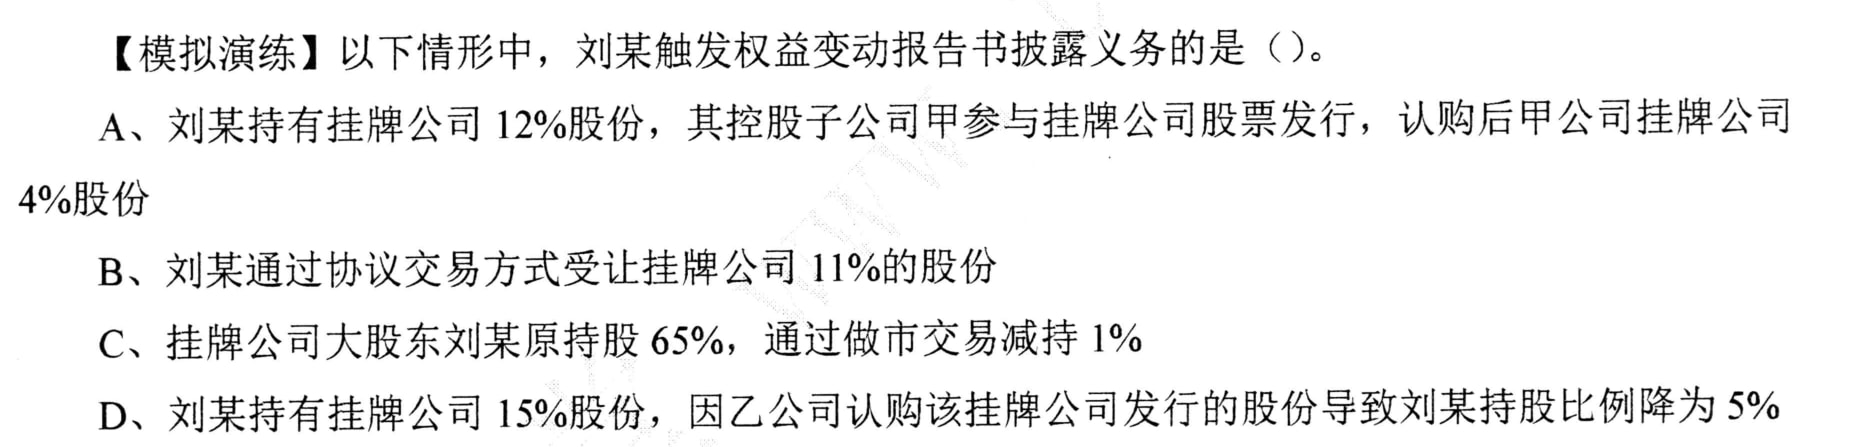 【模拟演练】以下情形中，刘某触发权益变动报告书披露义务的是（）。
A、刘某持有挂牌公司 12%股份，其控股子公司甲参与挂牌公司股票发行，认购后甲公司挂牌公司
4%股份
B、刘某通过协议交易方式受让挂牌公司 11%的股份
C、挂牌公司大股东刘某原持股 65%，通过做市交易减持 1%
D、刘某持有挂牌公司 15%股份，因乙公司认购该挂牌公司发行的股份导致刘某持股比例降为 5%